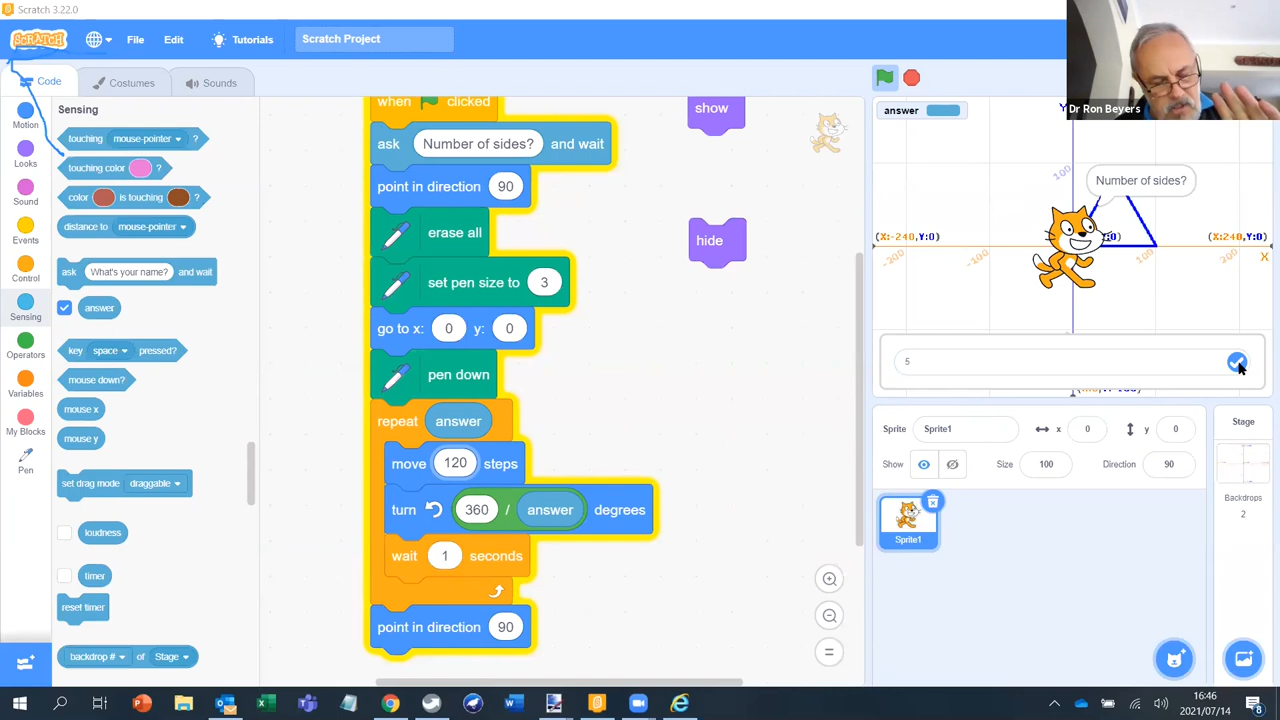 Scratch 3.22.0
SCRATCH
File Edit Tutorials Scratch Project
Code Costumes Sounds
Motion
Looks
Sound
Events
Control
Sensing
Operators
Variables
My Blocks
Pen
Sensing
touching mouse-pointer ?
touching color ?
color is touching ?
distance to mouse-pointer
ask What's your name? and wait
answer
key space pressed?
mouse down?
mouse x
mouse y
set drag mode draggable
loudness
timer
reset timer
backdrop # of Stage
when clicked
ask Number of sides? and wait
point in direction 90
erase all
set pen size to 3
go to x: 0 y: 0
pen down
repeat answer
move 120 steps
turn 360 / answer degrees
wait 1 seconds
point in direction 90
show
hide
Dr Ron Beyers
answer
Y
100
Number of sides?
(X:-240,Y:0)
(X:240,Y:0)
X
-200 -100 100 200
5
Sprite Sprite1 x 0 y 0
Show Size 100 Direction 90
Sprite1
Stage
Backdrops
2
16:46
2021/07/14
8